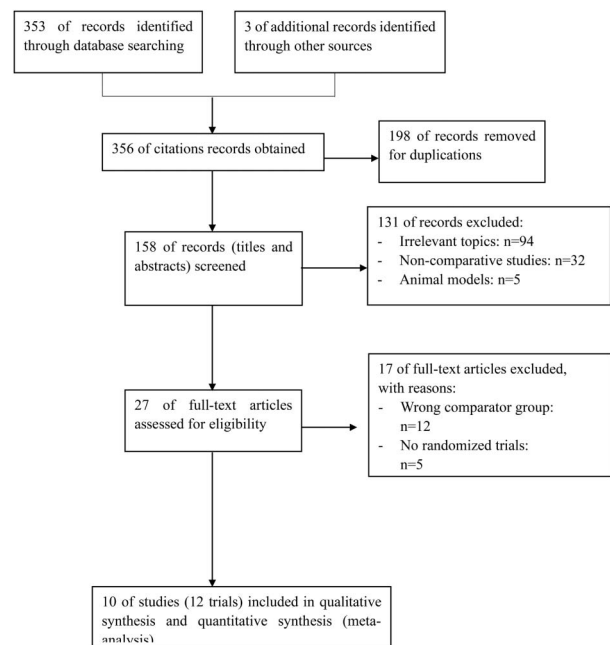 353 of records identified
through database searching
3 of additional records identified
through other sources
356 of citations records obtained
198 of records removed
for duplications
158 of records (titles and
abstracts) screened
131 of records excluded:
- Irrelevant topics: n=94
- Non-comparative studies: n=32
- Animal models: n=5
27 of full-text articles
assessed for eligibility
17 of full-text articles excluded,
with reasons:
- Wrong comparator group:
n=12
- No randomized trials:
n=5
10 of studies (12 trials) included in qualitative
synthesis and quantitative synthesis (meta-
analysis)